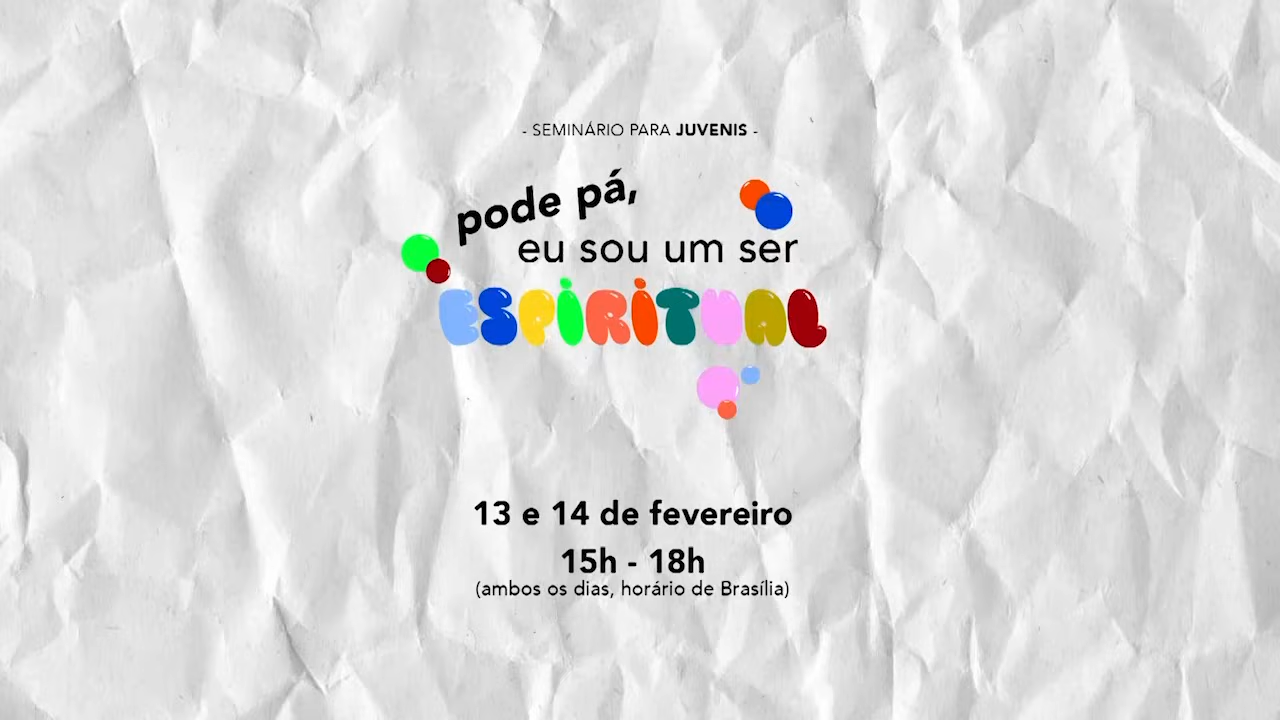 - SEMINÁRIO PARA JUVENIS -
pode pá,
eu sou um ser
ESPIRITUAL
13 e 14 de fevereiro
15h - 18h
(ambos os dias, horário de Brasília)